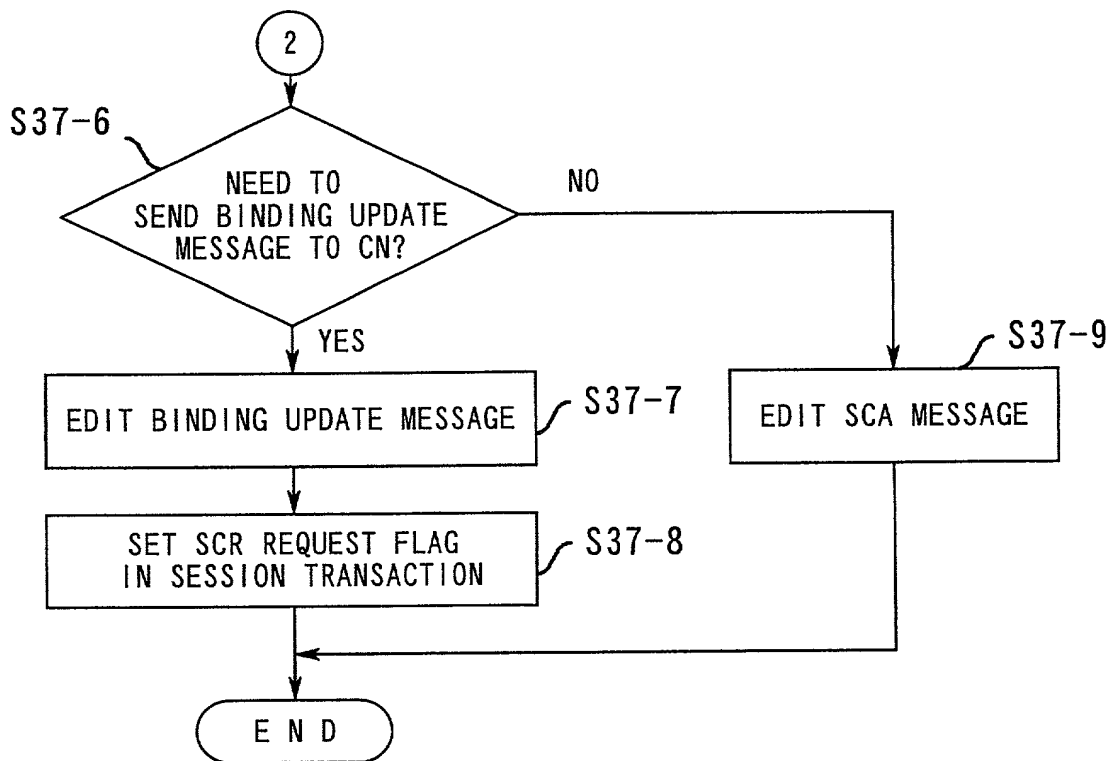 2
S37-6
NEED TO
SEND BINDING UPDATE
MESSAGE TO CN?
NO
YES
S37-9
EDIT BINDING UPDATE MESSAGE
S37-7
EDIT SCA MESSAGE
SET SCR REQUEST FLAG
IN SESSION TRANSACTION
S37-8
END